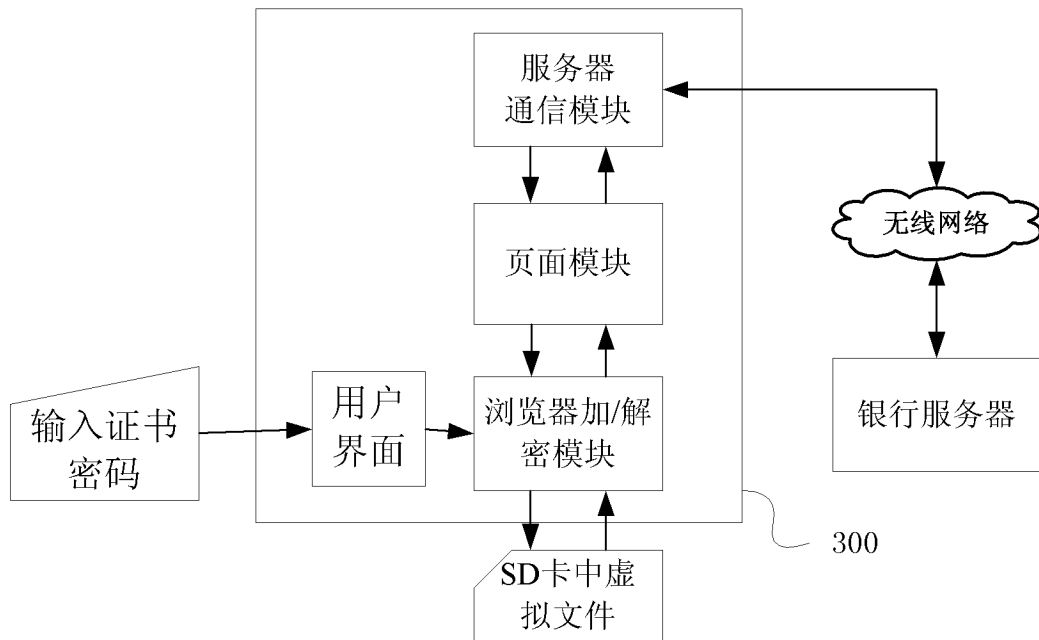 服务器
通信模块
无线网络
页面模块
输入证书
密码
用户
界面
浏览器加/解
密模块
银行服务器
300
SD卡中虚
拟文件